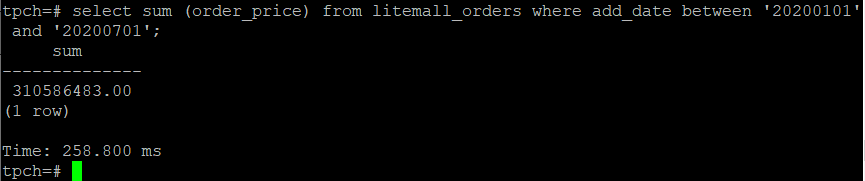 tpch=# select sum (order_price) from litemall_orders where add_date between '20200101'
 and '20200701';
     sum
--------------
 310586483.00
(1 row)

Time: 258.800 ms
tpch=#